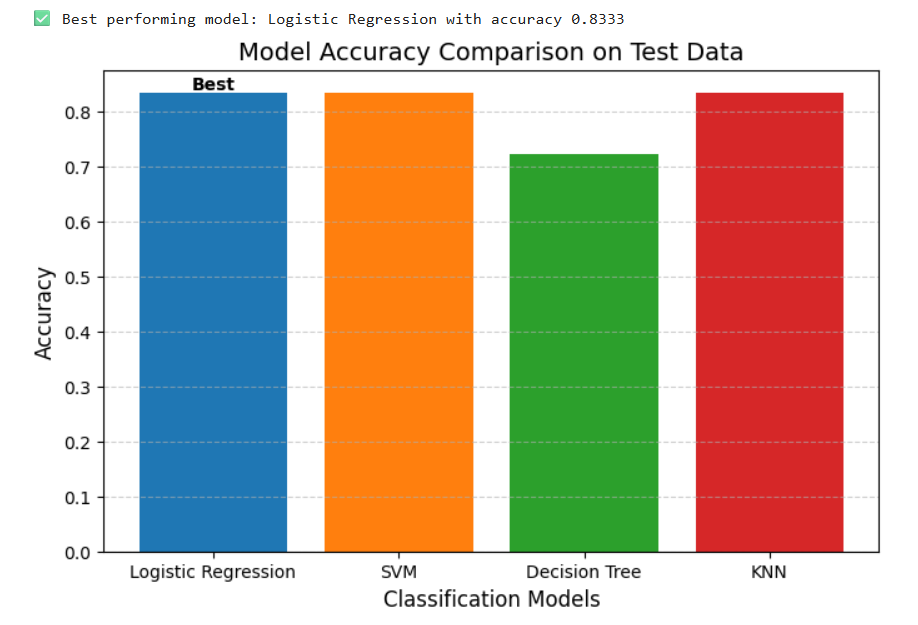 ✅ Best performing model: Logistic Regression with accuracy 0.8333
Model Accuracy Comparison on Test Data
Best
0.8
0.7
0.6
0.5
0.4
0.3
0.2
0.1
0.0
Accuracy
Logistic Regression SVM Decision Tree KNN
Classification Models